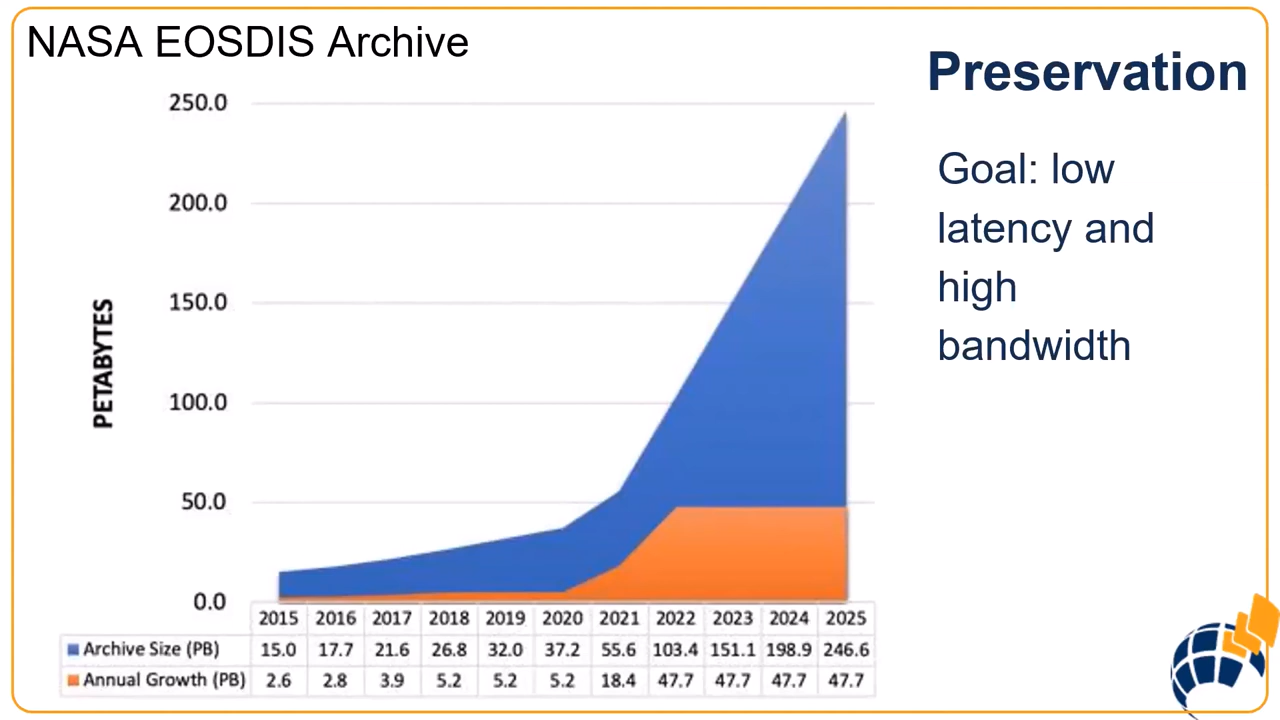 NASA EOSDIS Archive
Preservation
Goal: low
latency and
high
bandwidth
PETABYTES
250.0
200.0
150.0
100.0
50.0
0.0
2015 2016 2017 2018 2019 2020 2021 2022 2023 2024 2025
Archive Size (PB) 15.0 17.7 21.6 26.8 32.0 37.2 55.6 103.4 151.1 198.9 246.6
Annual Growth (PB) 2.6 2.8 3.9 5.2 5.2 5.2 18.4 47.7 47.7 47.7 47.7